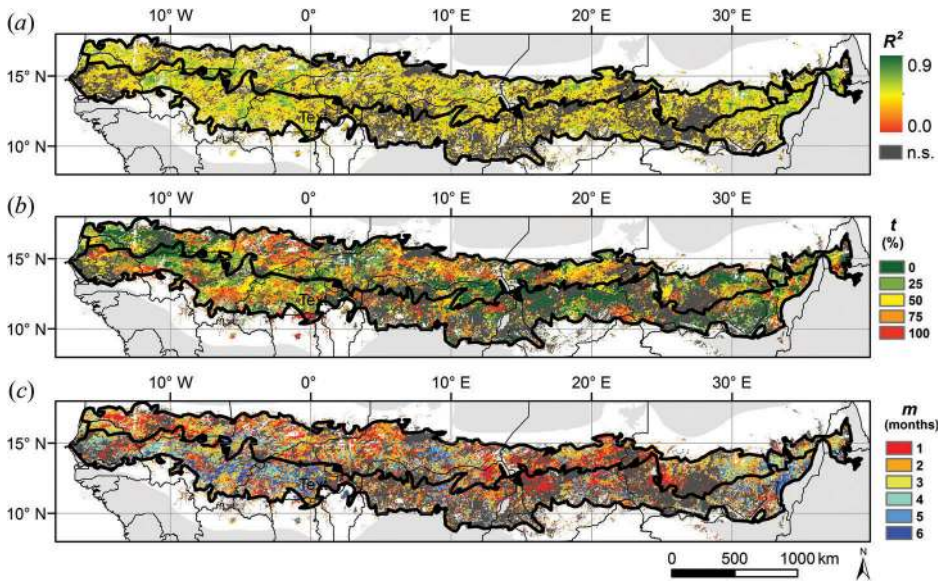 (a)
10° W 0° 10° E 20° E 30° E
15° N
10° N
Te
R²
0.9
0.0
n.s.
(b)
10° W 0° 10° E 20° E 30° E
15° N
10° N
Te
t
(%)
0
25
50
75
100
(c)
10° W 0° 10° E 20° E 30° E
15° N
10° N
Te
m
(months)
1
2
3
4
5
6
0 500 1000 km
N